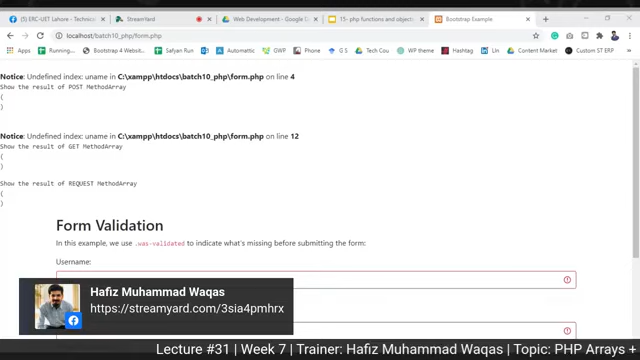 ERC-UET Lahore - Technical
StreamYard
Web Development - Google D
15- php functions and objects
Bootstrap Example
localhost/batch10_php/form.php
Apps
Running...
Bootstrap 4 Websit...
Safyan Running
Automattic
GWP
Tech Cou
WP theme
Hashtag
LIn
Content Market
Custom ST ERP
Notice: Undefined index: uname in C:\xampp\htdocs\batch10_php\form.php on line 4
Show the result of POST MethodArray
(
)
Notice: Undefined index: uname in C:\xampp\htdocs\batch10_php\form.php on line 12
Show the result of GET MethodArray
(
)
Show the result of REQUEST MethodArray
(
)
Form Validation
In this example, we use .was-validated to indicate what's missing before submitting the form:
Username:
Hafiz Muhammad Waqas
https://streamyard.com/3sia4pmhrx
Lecture #31 | Week 7 | Trainer: Hafiz Muhammad Waqas | Topic: PHP Arrays +